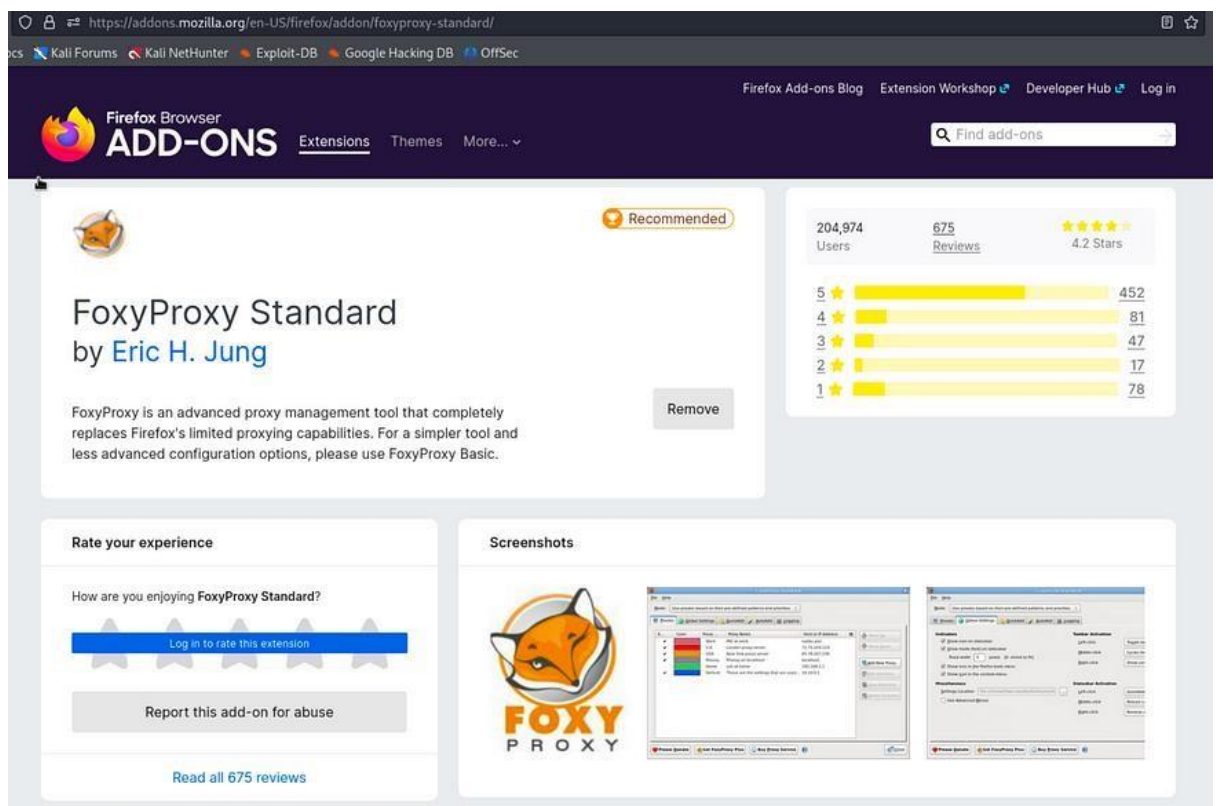 https://addons.mozilla.org/en-US/firefox/addon/foxyproxy-standard/
Kali Forums Kali NetHunter Exploit-DB Google Hacking DB OffSec
Firefox Add-ons Blog Extension Workshop Developer Hub Log in
Firefox Browser
ADD-ONS Extensions Themes More...
Find add-ons
Recommended
FoxyProxy Standard
by Eric H. Jung
FoxyProxy is an advanced proxy management tool that completely
replaces Firefox's limited proxying capabilities. For a simpler tool and
less advanced configuration options, please use FoxyProxy Basic.
Remove
204,974 675
Users Reviews 4.2 Stars
5 452
4 81
3 47
2 17
1 78
Rate your experience
How are you enjoying FoxyProxy Standard?
Log in to rate this extension
Report this add-on for abuse
Read all 675 reviews
Screenshots
FOXY
PROXY